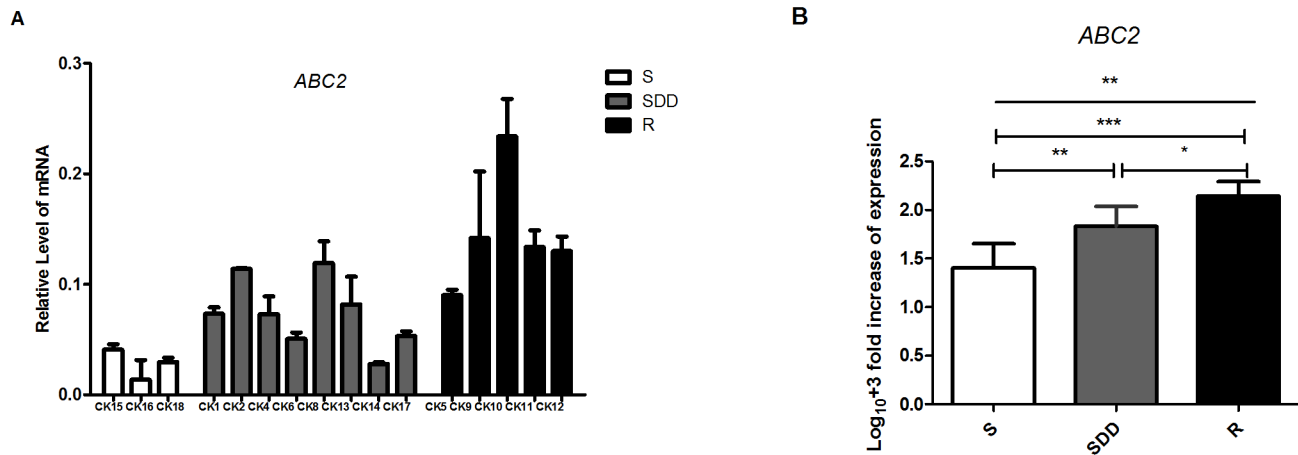 A
ABC2
Relative Level of mRNA
0.3
0.2
0.1
0.0
CK15 CK16 CK18 CK1 CK2 CK4 CK6 CK8 CK13 CK14 CK17 CK5 CK9 CK10 CK11 CK12
S
SDD
R
B
ABC2
**
***
** *
Log10+3 fold increase of expression
2.5
2.0
1.5
1.0
0.5
0.0
S SDD R